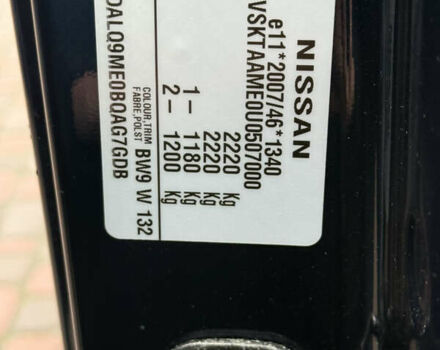 NISSAN
e11*2007/46*1340
VSKTAAME0U0507000
2220 Kg
2220 Kg
1- 1180 Kg
2- 1200 Kg
COLOUR,TRIM
FABRE,POLST BW9 W 132
DALQ9ME0BQAG7GDB